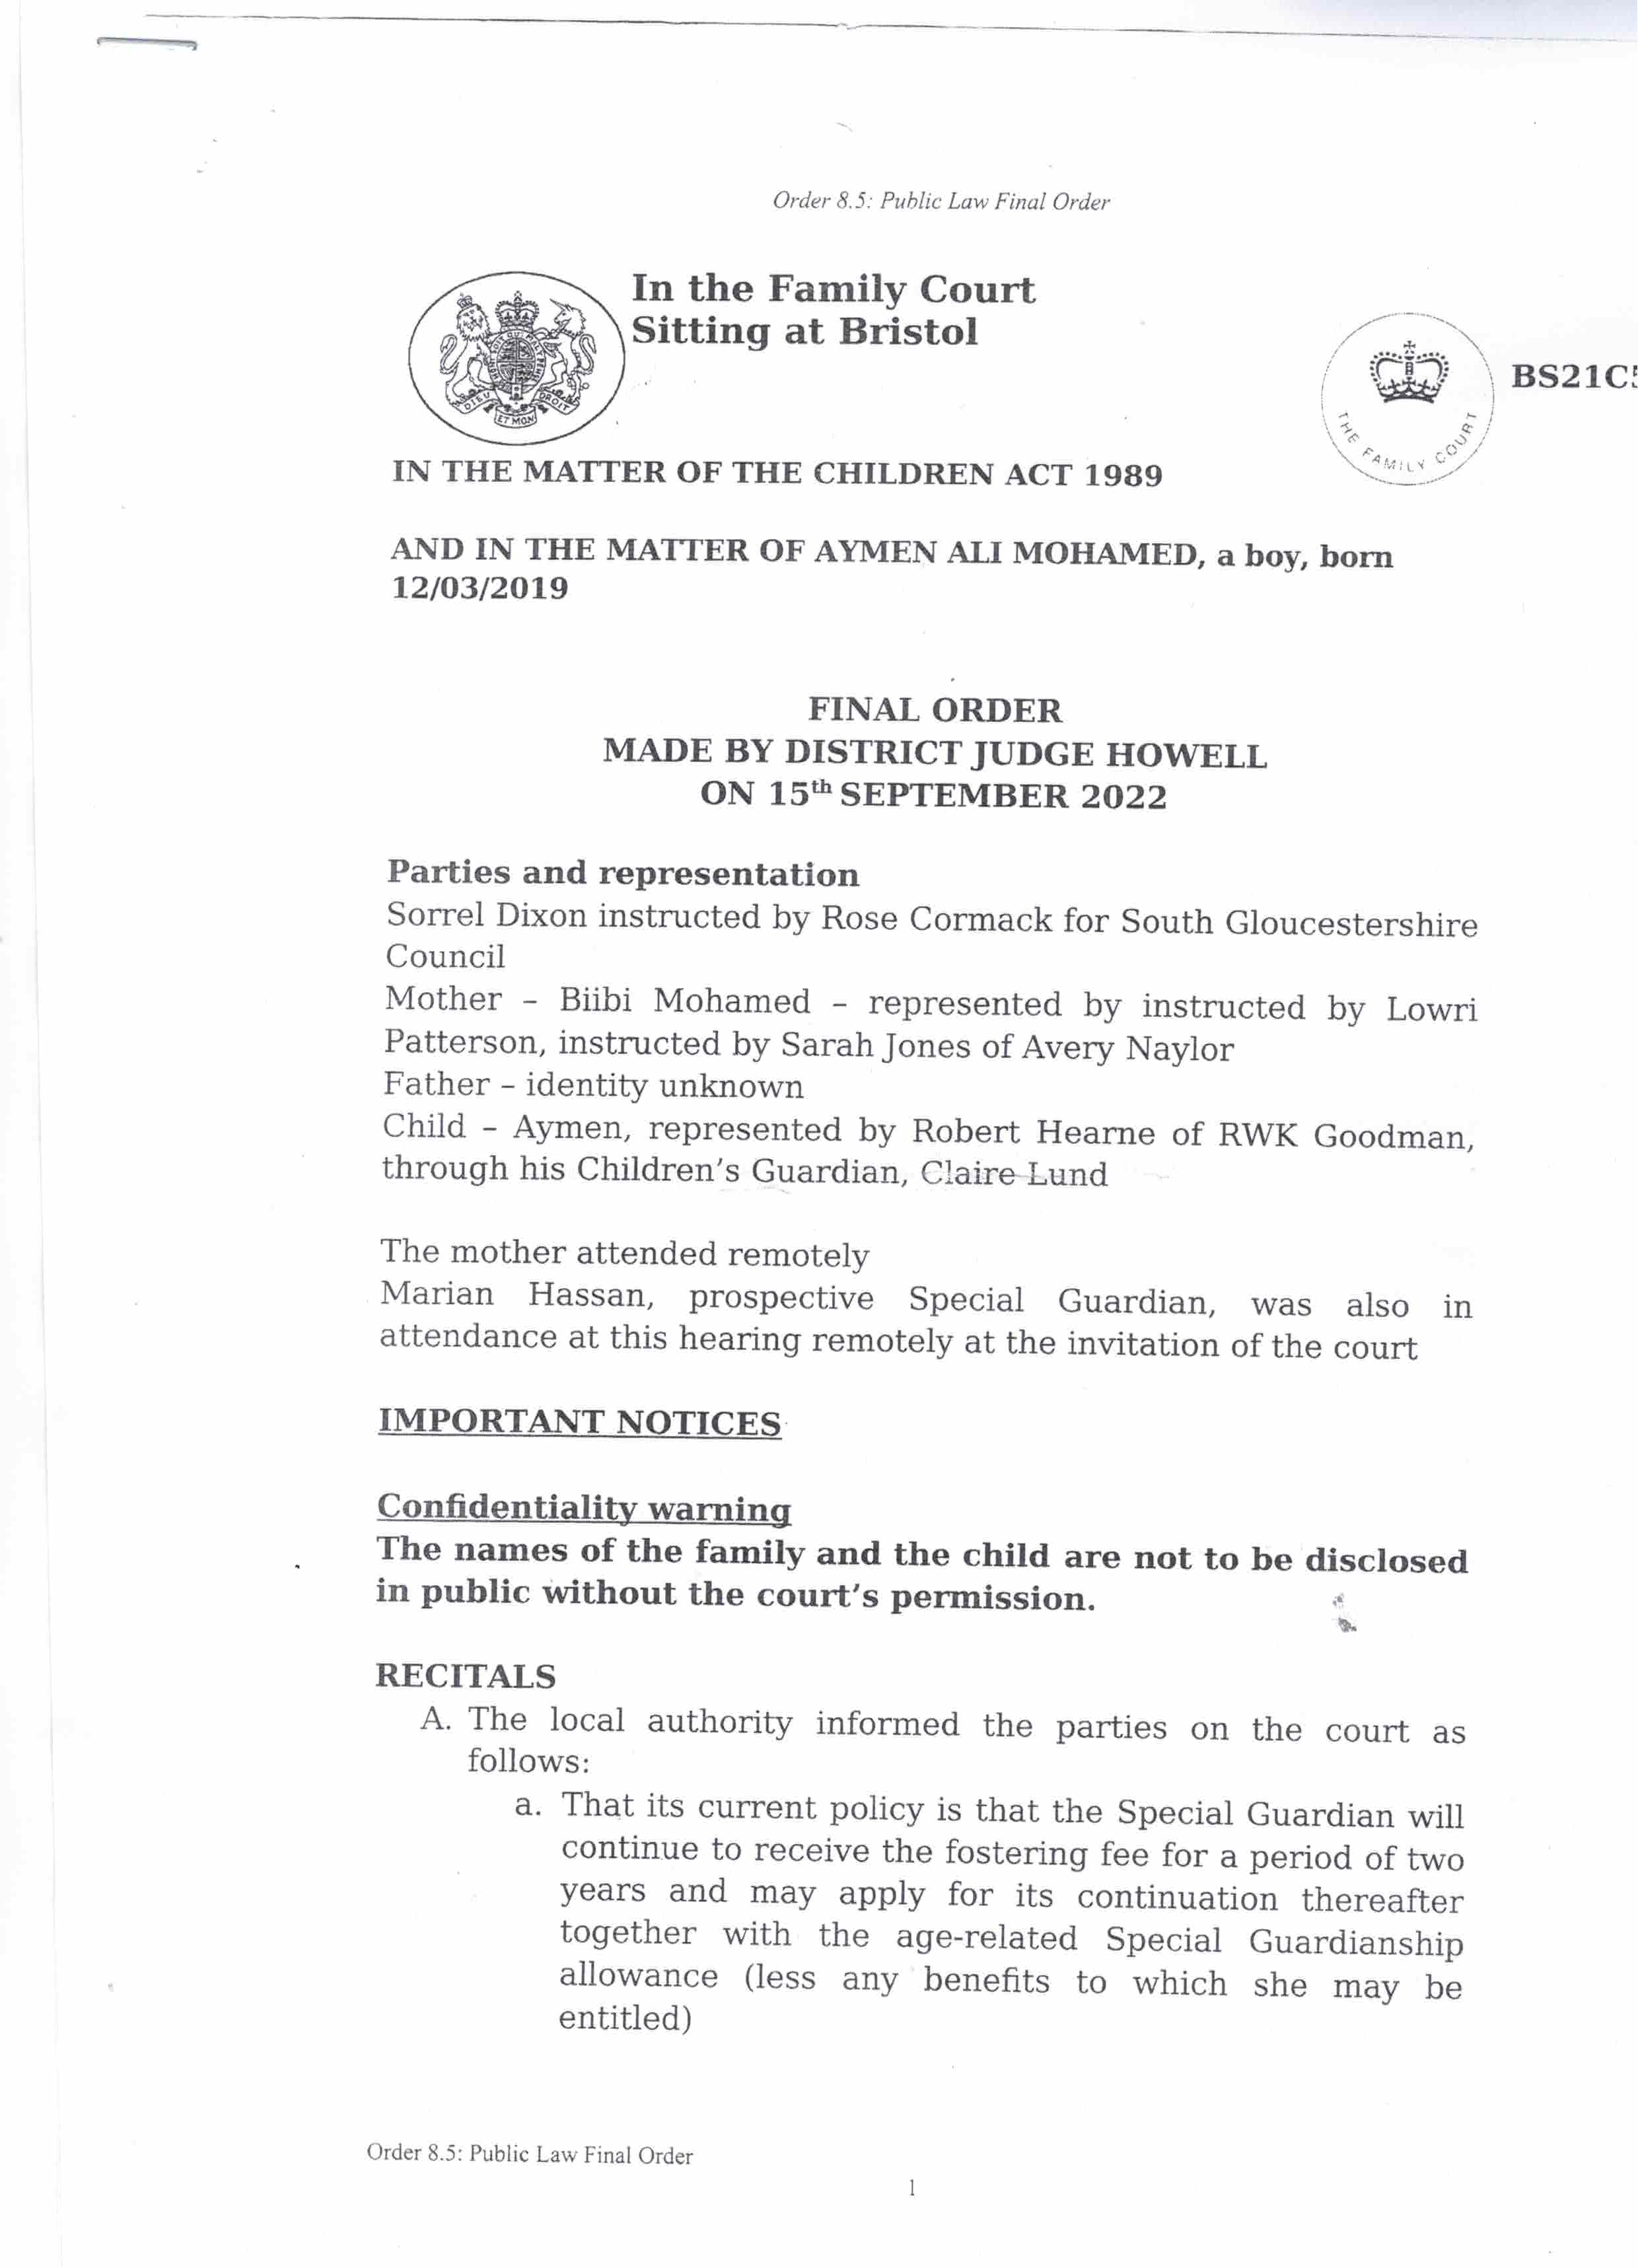 Order 8.5: Public Law Final Order
In the Family Court
Sitting at Bristol
DIEU ET MON DROIT
THE FAMILY COURT
BS21C
IN THE MATTER OF THE CHILDREN ACT 1989
AND IN THE MATTER OF AYMEN ALI MOHAMED, a boy, born
12/03/2019
FINAL ORDER
MADE BY DISTRICT JUDGE HOWELL
ON 15th SEPTEMBER 2022
Parties and representation
Sorrel Dixon instructed by Rose Cormack for South Gloucestershire
Council
Mother – Biibi Mohamed – represented by instructed by Lowri
Patterson, instructed by Sarah Jones of Avery Naylor
Father – identity unknown
Child – Aymen, represented by Robert Hearne of RWK Goodman,
through his Children's Guardian, Claire Lund
The mother attended remotely
Marian Hassan, prospective Special Guardian, was also in
attendance at this hearing remotely at the invitation of the court
IMPORTANT NOTICES
Confidentiality warning
The names of the family and the child are not to be disclosed
in public without the court's permission.
RECITALS
A. The local authority informed the parties on the court as
follows:
a. That its current policy is that the Special Guardian will
continue to receive the fostering fee for a period of two
years and may apply for its continuation thereafter
together with the age-related Special Guardianship
allowance (less any benefits to which she may be
entitled)
Order 8.5: Public Law Final Order
1